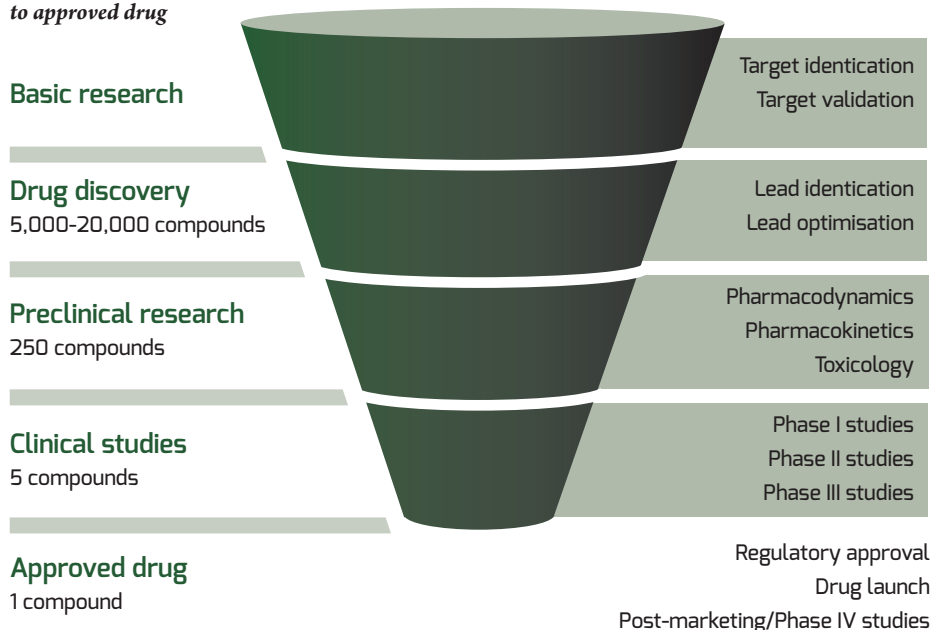 to approved drug
Basic research
Target identication
Target validation
Drug discovery
5,000-20,000 compounds
Lead identication
Lead optimisation
Preclinical research
250 compounds
Pharmacodynamics
Pharmacokinetics
Toxicology
Clinical studies
5 compounds
Phase I studies
Phase II studies
Phase III studies
Approved drug
1 compound
Regulatory approval
Drug launch
Post-marketing/Phase IV studies